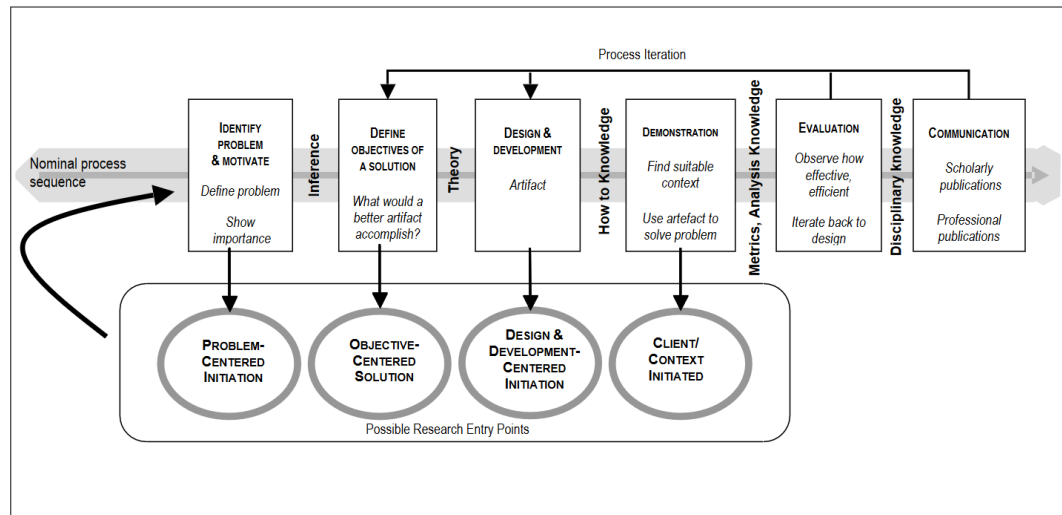 Process Iteration
Nominal process
sequence
IDENTIFY
PROBLEM
& MOTIVATE
Define problem
Show
importance
Inference
DEFINE
OBJECTIVES OF
A SOLUTION
What would a
better artifact
accomplish?
Theory
DESIGN &
DEVELOPMENT
Artifact
How to Knowledge
DEMONSTRATION
Find suitable
context
Use artefact to
solve problem
Metrics, Analysis Knowledge
EVALUATION
Observe how
effective,
efficient
Iterate back to
design
Disciplinary knowledge
COMMUNICATION
Scholarly
publications
Professional
publications
PROBLEM-
CENTERED
INITIATION
OBJECTIVE-
CENTERED
SOLUTION
DESIGN &
DEVELOPMENT-
CENTERED
INITIATION
CLIENT/
CONTEXT
INITIATED
Possible Research Entry Points